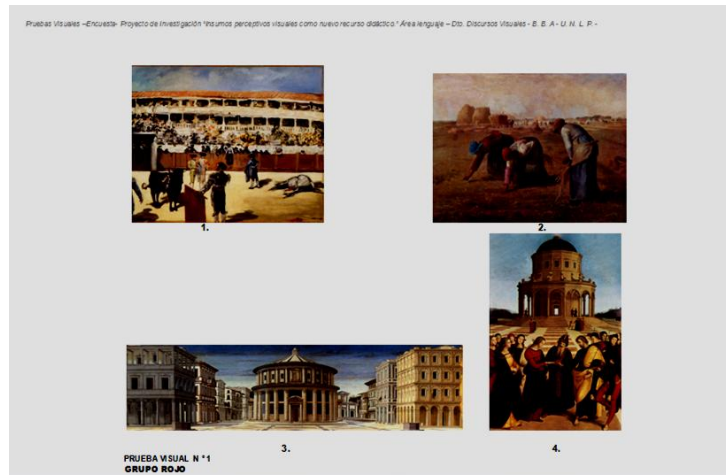 Pruebas Visuales –Encuesta- Proyecto de Investigación "Insumos perceptivos visuales como nuevo recurso didáctico." Área lenguaje – Dto. Discursos Visuales - B. B. A - U. N. L. P. -
1.
2.
3.
4.
PRUEBA VISUAL N °1
GRUPO ROJO